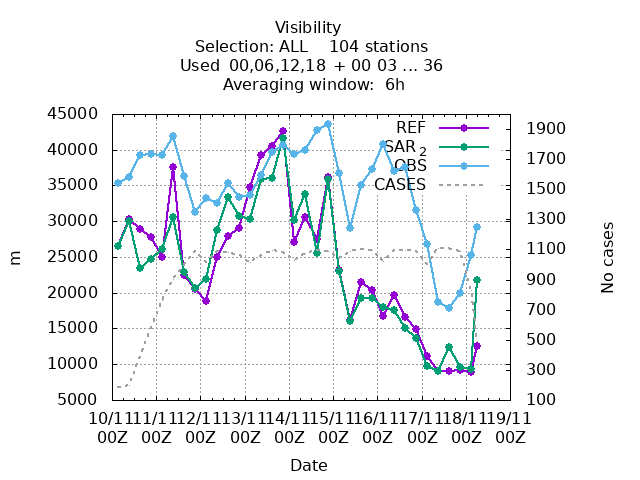 Visibility
Selection: ALL    104 stations
Used  00,06,12,18 + 00 03 ... 36
Averaging window:  6h
45000
40000
35000
30000
25000
20000
15000
10000
5000
m
REF
SAR 2
OBS
CASES
1900
1700
1500
1300
1100
900
700
500
300
100
No cases
10/11 11/11 12/11 13/11 14/11 15/11 16/11 17/11 18/11 19/11
00Z 00Z 00Z 00Z 00Z 00Z 00Z 00Z 00Z 00Z
Date